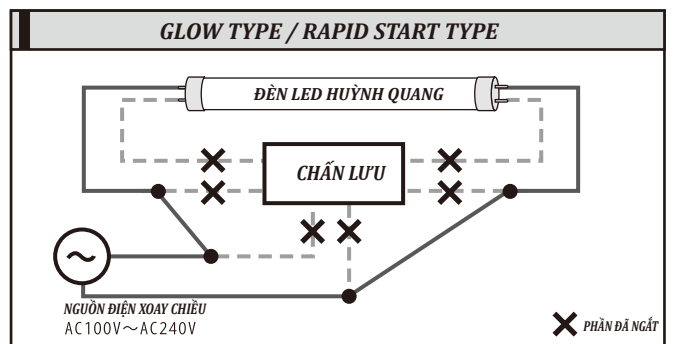 GLOW TYPE / RAPID START TYPE
ĐÈN LED HUỲNH QUANG
CHẤN LƯU
NGUỒN ĐIỆN XOAY CHIỀU
AC100V～AC240V
PHẦN ĐÃ NGẮT